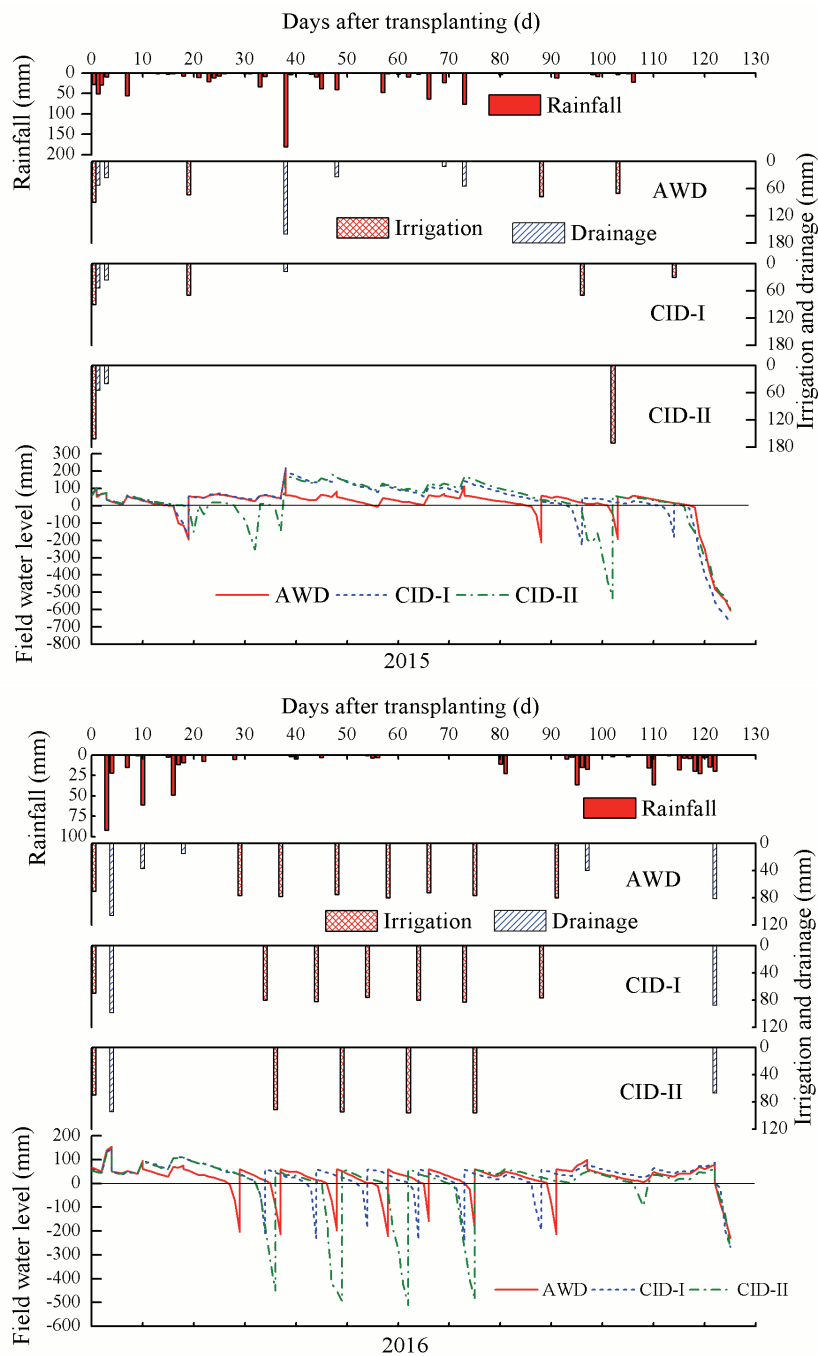 Days after transplanting (d)
0 10 20 30 40 50 60 70 80 90 100 110 120 130
Rainfall (mm)
0
50
100
150
200
Rainfall
Irrigation and drainage (mm)
0
60
120
180
AWD
Irrigation Drainage
0
60
120
180
CID-I
0
60
120
180
CID-II
Field water level (mm)
300
200
100
0
-100
-200
-300
-400
-500
-600
-700
-800
AWD CID-I CID-II
2015
Days after transplanting (d)
0 10 20 30 40 50 60 70 80 90 100 110 120 130
Rainfall (mm)
0
25
50
75
100
Rainfall
Irrigation and drainage (mm)
0
40
80
120
AWD
Irrigation Drainage
0
40
80
120
CID-I
0
40
80
120
CID-II
Field water level (mm)
200
100
0
-100
-200
-300
-400
-500
-600
AWD CID-I CID-II
2016